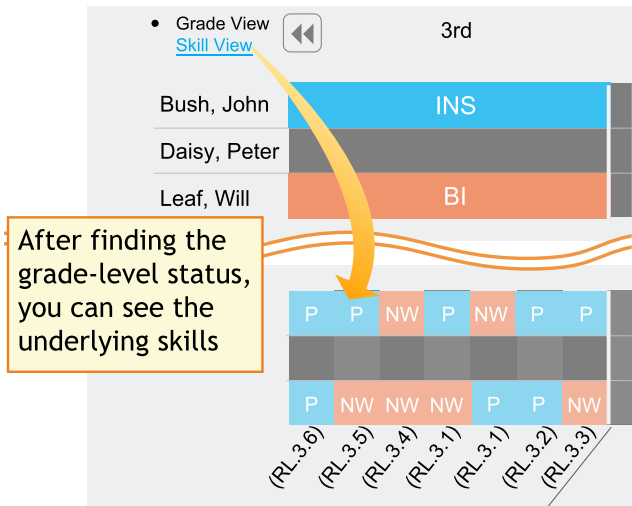 Grade View
Skill View
3rd
Bush, John
INS
Daisy, Peter
Leaf, Will
BI
After finding the
grade-level status,
you can see the
underlying skills
P P NW P NW P P
P NW NW NW P P NW
(RL.3.6) (RL.3.5) (RL.3.4) (RL.3.1) (RL.3.1) (RL.3.2) (RL.3.3)